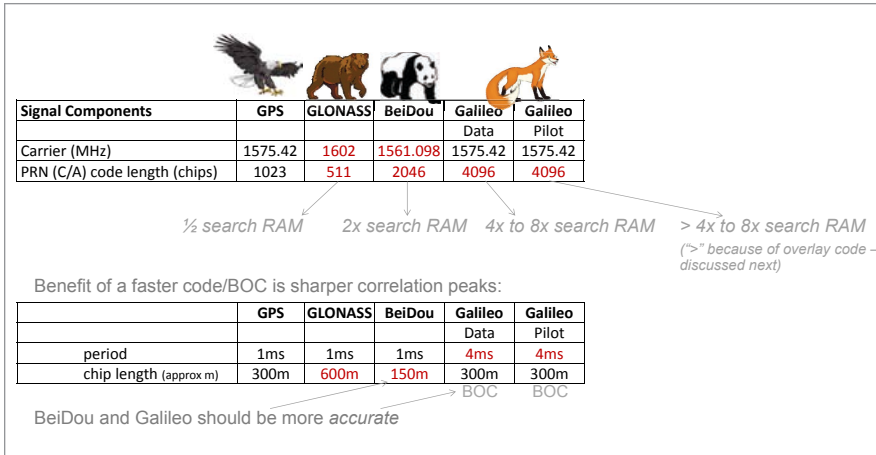 Signal Components GPS GLONASS BeiDou Galileo Galileo
Data Pilot
Carrier (MHz) 1575.42 1602 1561.098 1575.42 1575.42
PRN (C/A) code length (chips) 1023 511 2046 4096 4096
½ search RAM 2x search RAM 4x to 8x search RAM > 4x to 8x search RAM
(“>” because of overlay code –
discussed next)
Benefit of a faster code/BOC is sharper correlation peaks:
GPS GLONASS BeiDou Galileo Galileo
Data Pilot
period 1ms 1ms 1ms 4ms 4ms
chip length (approx m) 300m 600m 150m 300m 300m
BOC BOC
BeiDou and Galileo should be more accurate